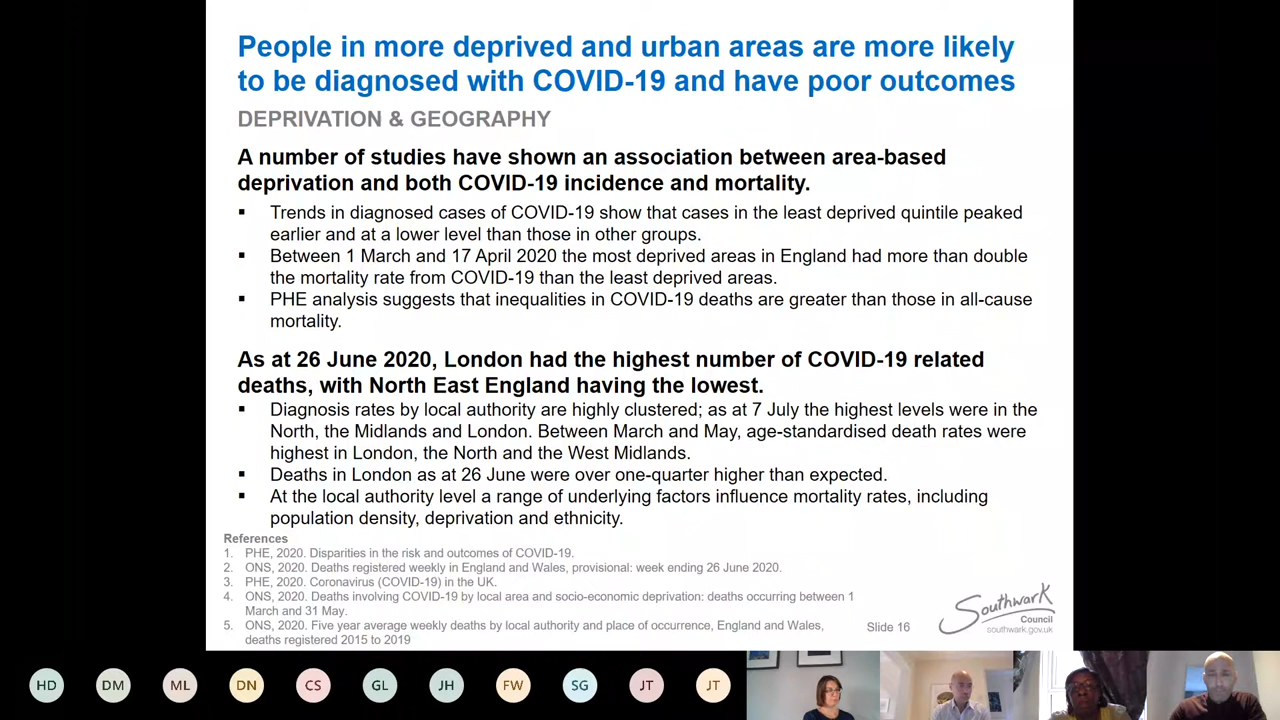 People in more deprived and urban areas are more likely
to be diagnosed with COVID-19 and have poor outcomes
DEPRIVATION & GEOGRAPHY
A number of studies have shown an association between area-based
deprivation and both COVID-19 incidence and mortality.
▪ Trends in diagnosed cases of COVID-19 show that cases in the least deprived quintile peaked
earlier and at a lower level than those in other groups.
▪ Between 1 March and 17 April 2020 the most deprived areas in England had more than double
the mortality rate from COVID-19 than the least deprived areas.
▪ PHE analysis suggests that inequalities in COVID-19 deaths are greater than those in all-cause
mortality.
As at 26 June 2020, London had the highest number of COVID-19 related
deaths, with North East England having the lowest.
▪ Diagnosis rates by local authority are highly clustered; as at 7 July the highest levels were in the
North, the Midlands and London. Between March and May, age-standardised death rates were
highest in London, the North and the West Midlands.
▪ Deaths in London as at 26 June were over one-quarter higher than expected.
▪ At the local authority level a range of underlying factors influence mortality rates, including
population density, deprivation and ethnicity.
References
1. PHE, 2020. Disparities in the risk and outcomes of COVID-19.
2. ONS, 2020. Deaths registered weekly in England and Wales, provisional: week ending 26 June 2020.
3. PHE, 2020. Coronavirus (COVID-19) in the UK.
4. ONS, 2020. Deaths involving COVID-19 by local area and socio-economic deprivation: deaths occurring between 1
March and 31 May.
5. ONS, 2020. Five year average weekly deaths by local authority and place of occurrence, England and Wales,
deaths registered 2015 to 2019
Slide 16
Southwark
Council
southwark.gov.uk
HD DM ML DN CS GL JH FW SG JT JT